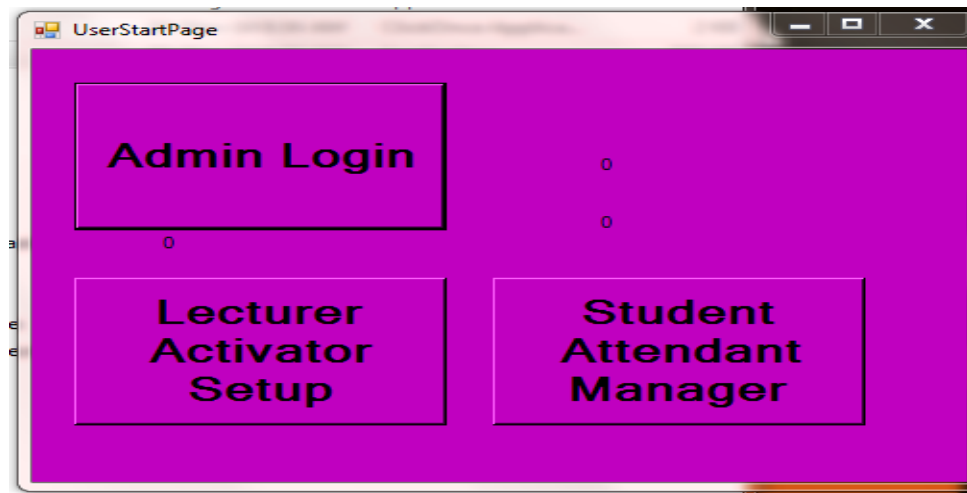 UserStartPage
Admin Login
0
0
0
Lecturer
Activator
Setup
Student
Attendant
Manager